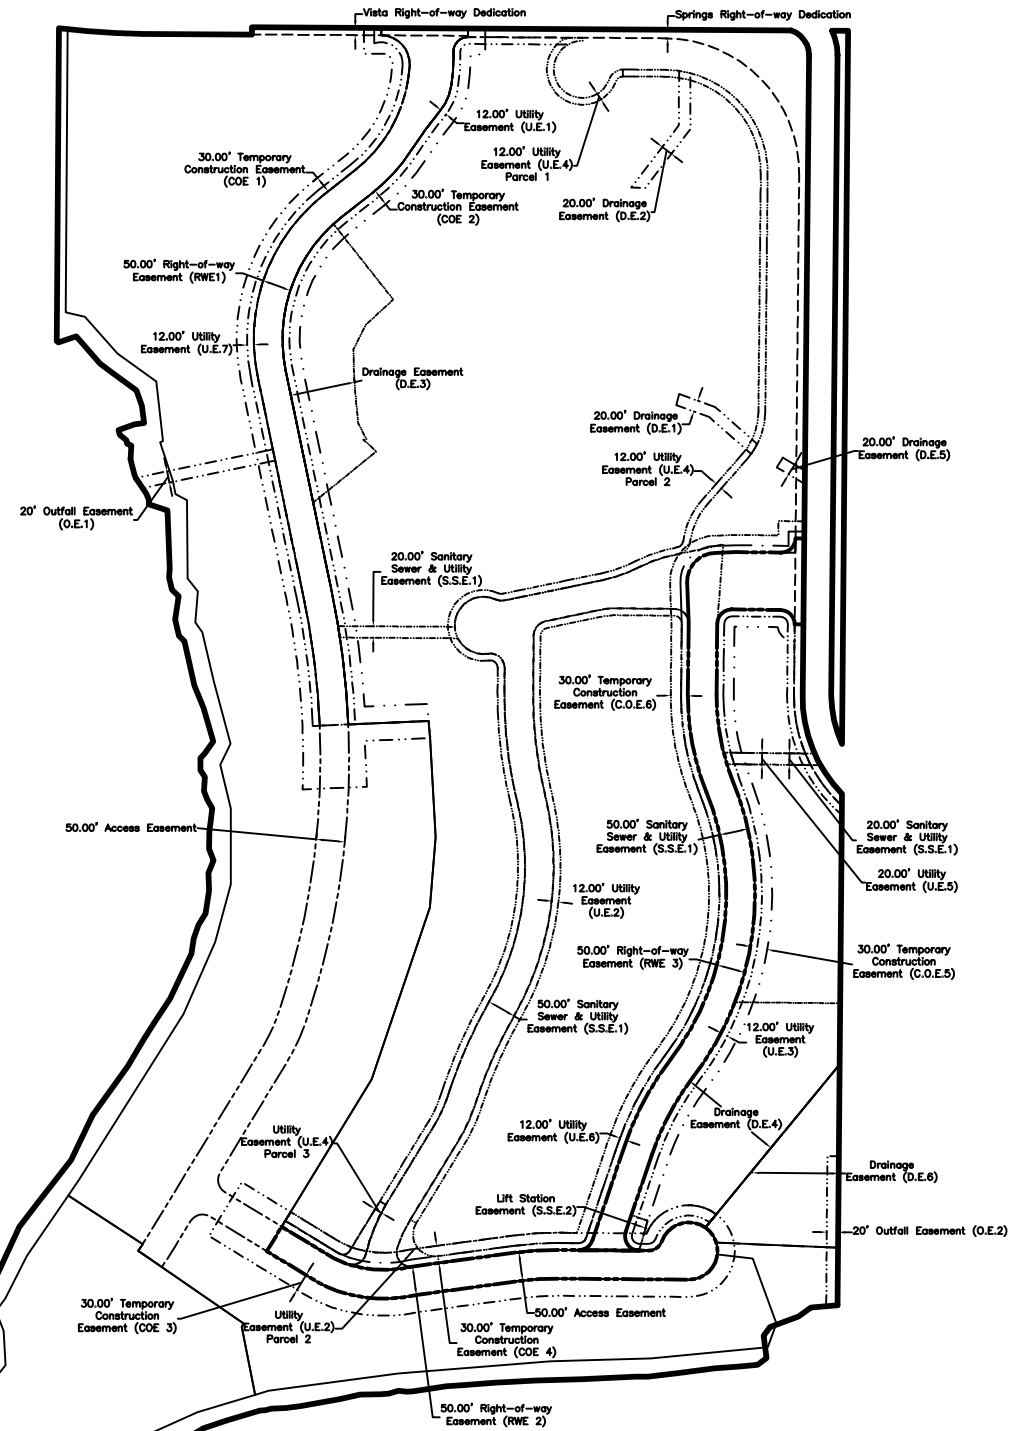 Vista Right-of-way Dedication
Springs Right-of-way Dedication
12.00' Utility
Easement (U.E.1)
12.00' Utility
Easement (U.E.4)
Parcel 1
30.00' Temporary
Construction Easement
(COE 1)
30.00' Temporary
Construction Easement
(COE 2)
20.00' Drainage
Easement (D.E.2)
50.00' Right-of-way
Easement (RWE1)
12.00' Utility
Easement (U.E.7)
Drainage Easement
(D.E.3)
20.00' Drainage
Easement (D.E.1)
20.00' Drainage
Easement (D.E.5)
12.00' Utility
Easement (U.E.4)
Parcel 2
20' Outfall Easement
(O.E.1)
20.00' Sanitary
Sewer & Utility
Easement (S.S.E.1)
30.00' Temporary
Construction
Easement (C.O.E.6)
50.00' Access Easement
50.00' Sanitary
Sewer & Utility
Easement (S.S.E.1)
20.00' Sanitary
Sewer & Utility
Easement (S.S.E.1)
20.00' Utility
Easement (U.E.5)
12.00' Utility
Easement
(U.E.2)
50.00' Right-of-way
Easement (RWE 3)
30.00' Temporary
Construction
Easement (C.O.E.5)
50.00' Sanitary
Sewer & Utility
Easement (S.S.E.1)
12.00' Utility
Easement
(U.E.3)
Drainage
Easement (D.E.4)
12.00' Utility
Easement (U.E.6)
Utility
Easement (U.E.4)
Parcel 3
Drainage
Easement (D.E.6)
Lift Station
Easement (S.S.E.2)
20' Outfall Easement (O.E.2)
30.00' Temporary
Construction
Easement (COE 3)
Utility
Easement (U.E.2)
Parcel 2
50.00' Access Easement
30.00' Temporary
Construction
Easement (COE 4)
50.00' Right-of-way
Easement (RWE 2)